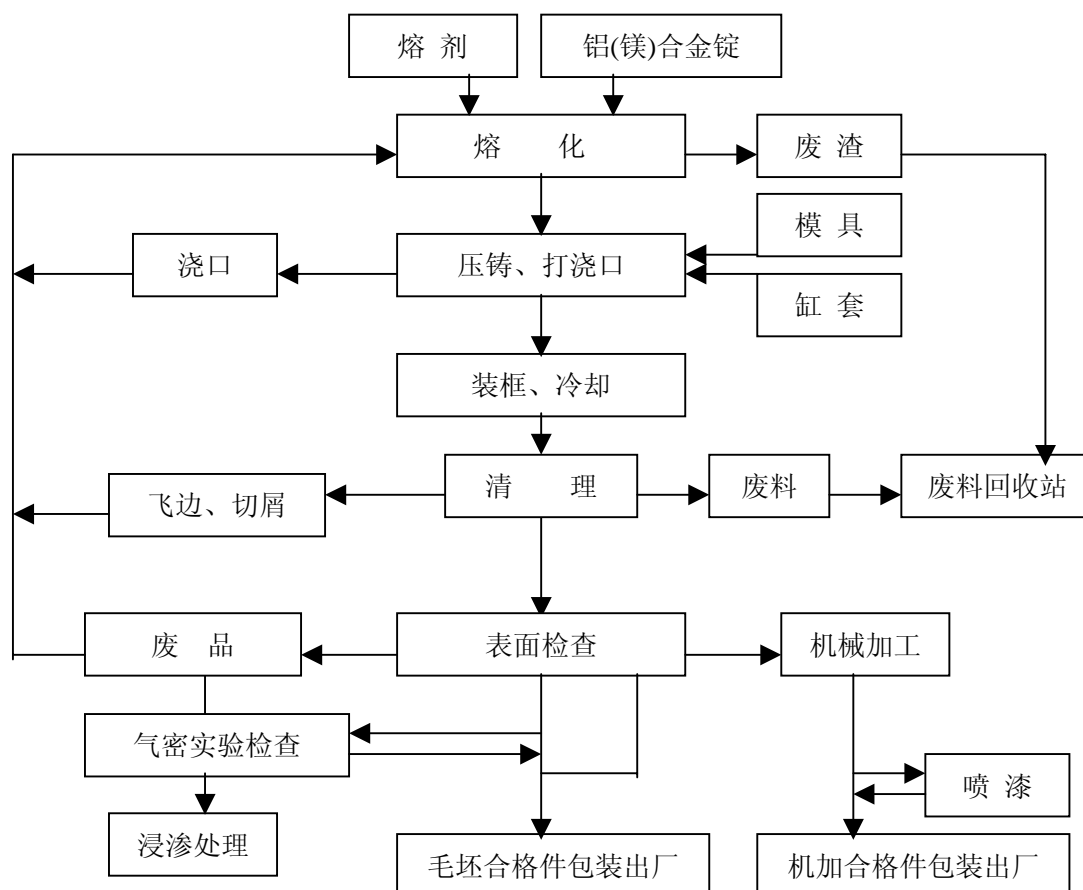 熔 剂
铝(镁)合金锭
熔 化
废 渣
模 具
浇口
压铸、打浇口
缸 套
装框、冷却
飞边、切屑
清 理
废料
废料回收站
废 品
表面检查
机械加工
气密实验检查
喷 漆
浸渗处理
毛坯合格件包装出厂
机加合格件包装出厂